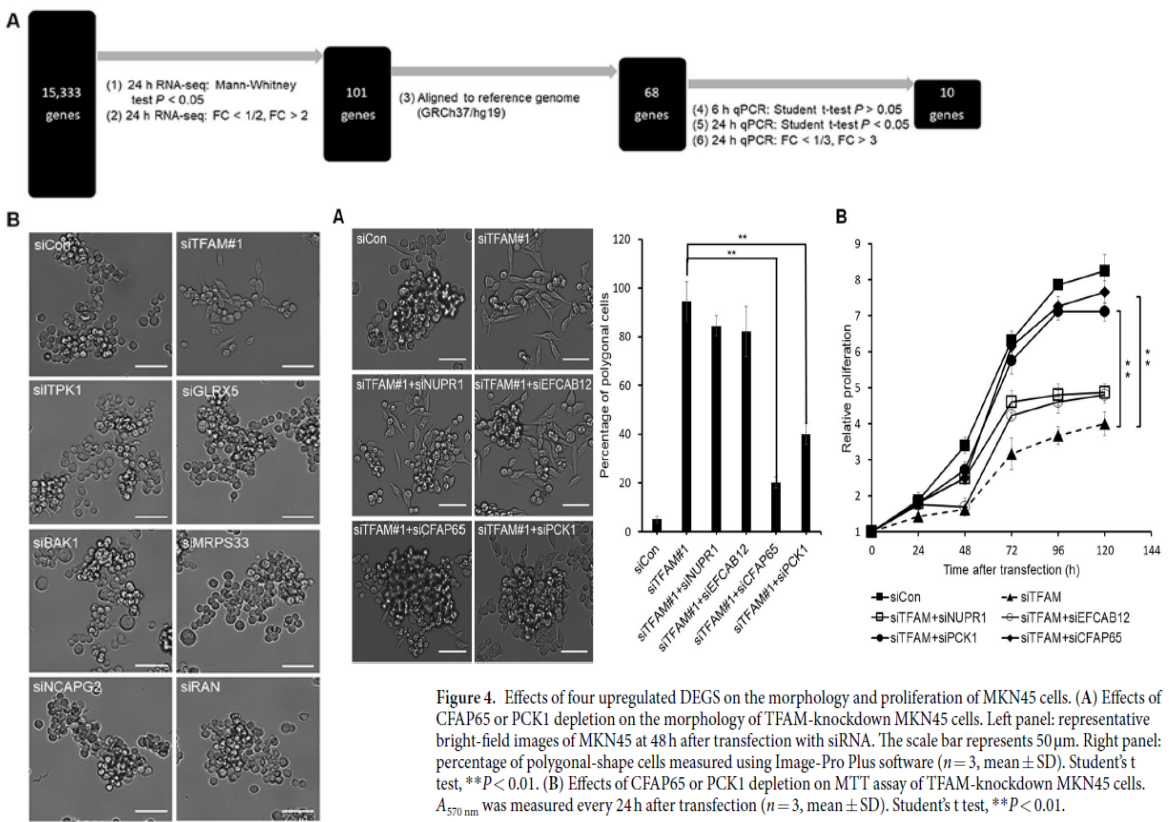 A
15,333
genes
(1) 24 h RNA-seq: Mann-Whitney
test P < 0.05
(2) 24 h RNA-seq: FC < 1/2, FC > 2
101
genes
(3) Aligned to reference genome
(GRCh37/hg19)
68
genes
(4) 6 h qPCR: Student t-test P > 0.05
(5) 24 h qPCR: Student t-test P < 0.05
(6) 24 h qPCR: FC < 1/3, FC > 3
10
genes
B
siCon
siTFAM#1
siITPK1
siGLRX5
siBAK1
siMRPS33
siNCAPG2
siRAN
A
siCon
siTFAM#1
siTFAM#1+siNUPR1
siTFAM#1+siEFCAB12
siTFAM#1+siCFAP65
siTFAM#1+siPCK1
Percentage of polygonal cells
120
100
80
60
40
20
0
**
**
siCon
siTFAM#1
siTFAM#1+siNUPR1
siTFAM#1+siEFCAB12
siTFAM#1+siCFAP65
siTFAM#1+siPCK1
B
Relative proliferation
9
8
7
6
5
4
3
2
1
**
**
0 24 48 72 96 120 144
Time after transfection (h)
siCon
siTFAM
siTFAM+siNUPR1
siTFAM+siEFCAB12
siTFAM+siPCK1
siTFAM+siCFAP65
Figure 4. Effects of four upregulated DEGS on the morphology and proliferation of MKN45 cells. (A) Effects of
CFAP65 or PCK1 depletion on the morphology of TFAM-knockdown MKN45 cells. Left panel: representative
bright-field images of MKN45 at 48 h after transfection with siRNA. The scale bar represents 50 μm. Right panel:
percentage of polygonal-shape cells measured using Image-Pro Plus software (n = 3, mean ± SD). Student's t
test, **P < 0.01. (B) Effects of CFAP65 or PCK1 depletion on MTT assay of TFAM-knockdown MKN45 cells.
A570 nm was measured every 24 h after transfection (n = 3, mean ± SD). Student's t test, **P < 0.01.